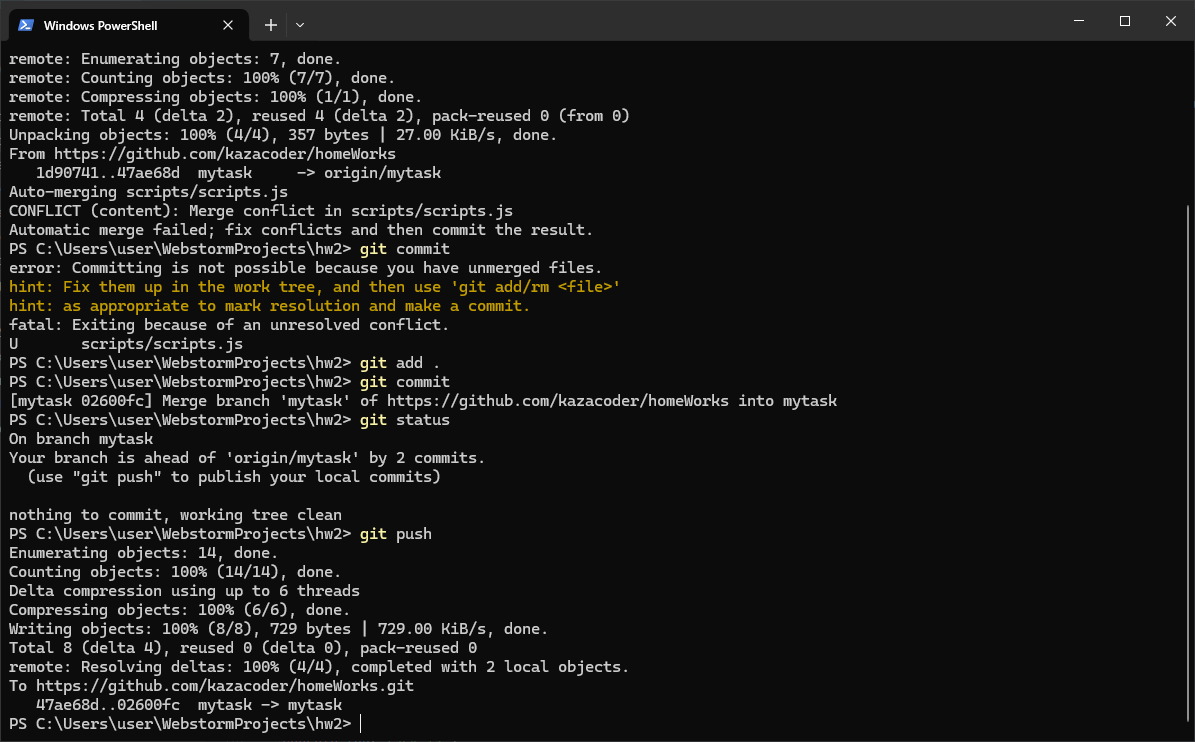 Windows PowerShell
remote: Enumerating objects: 7, done.
remote: Counting objects: 100% (7/7), done.
remote: Compressing objects: 100% (1/1), done.
remote: Total 4 (delta 2), reused 4 (delta 2), pack-reused 0 (from 0)
Unpacking objects: 100% (4/4), 357 bytes | 27.00 KiB/s, done.
From https://github.com/kazacoder/homeWorks
   1d90741..47ae68d  mytask     -> origin/mytask
Auto-merging scripts/scripts.js
CONFLICT (content): Merge conflict in scripts/scripts.js
Automatic merge failed; fix conflicts and then commit the result.
PS C:\Users\user\WebstormProjects\hw2> git commit
error: Committing is not possible because you have unmerged files.
hint: Fix them up in the work tree, and then use 'git add/rm <file>'
hint: as appropriate to mark resolution and make a commit.
fatal: Exiting because of an unresolved conflict.
U       scripts/scripts.js
PS C:\Users\user\WebstormProjects\hw2> git add .
PS C:\Users\user\WebstormProjects\hw2> git commit
[mytask 02600fc] Merge branch 'mytask' of https://github.com/kazacoder/homeWorks into mytask
PS C:\Users\user\WebstormProjects\hw2> git status
On branch mytask
Your branch is ahead of 'origin/mytask' by 2 commits.
  (use "git push" to publish your local commits)

nothing to commit, working tree clean
PS C:\Users\user\WebstormProjects\hw2> git push
Enumerating objects: 14, done.
Counting objects: 100% (14/14), done.
Delta compression using up to 6 threads
Compressing objects: 100% (6/6), done.
Writing objects: 100% (8/8), 729 bytes | 729.00 KiB/s, done.
Total 8 (delta 4), reused 0 (delta 0), pack-reused 0
remote: Resolving deltas: 100% (4/4), completed with 2 local objects.
To https://github.com/kazacoder/homeWorks.git
   47ae68d..02600fc  mytask -> mytask
PS C:\Users\user\WebstormProjects\hw2>